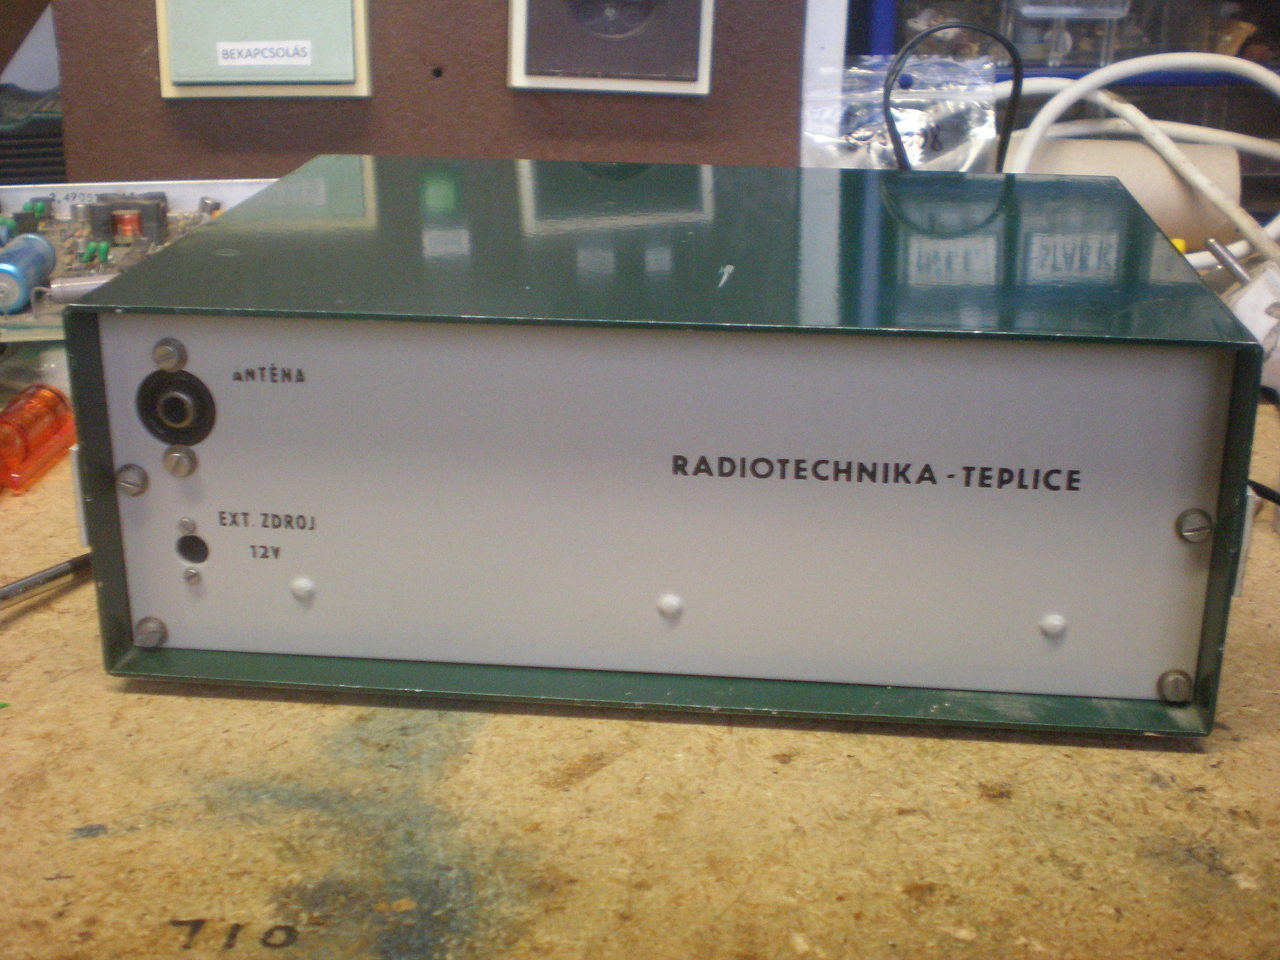 BEKAPCSOLÁS
ANTÉNA
RADIOTECHNIKA - TEPLICE
EXT. ZDROJ
12V
710